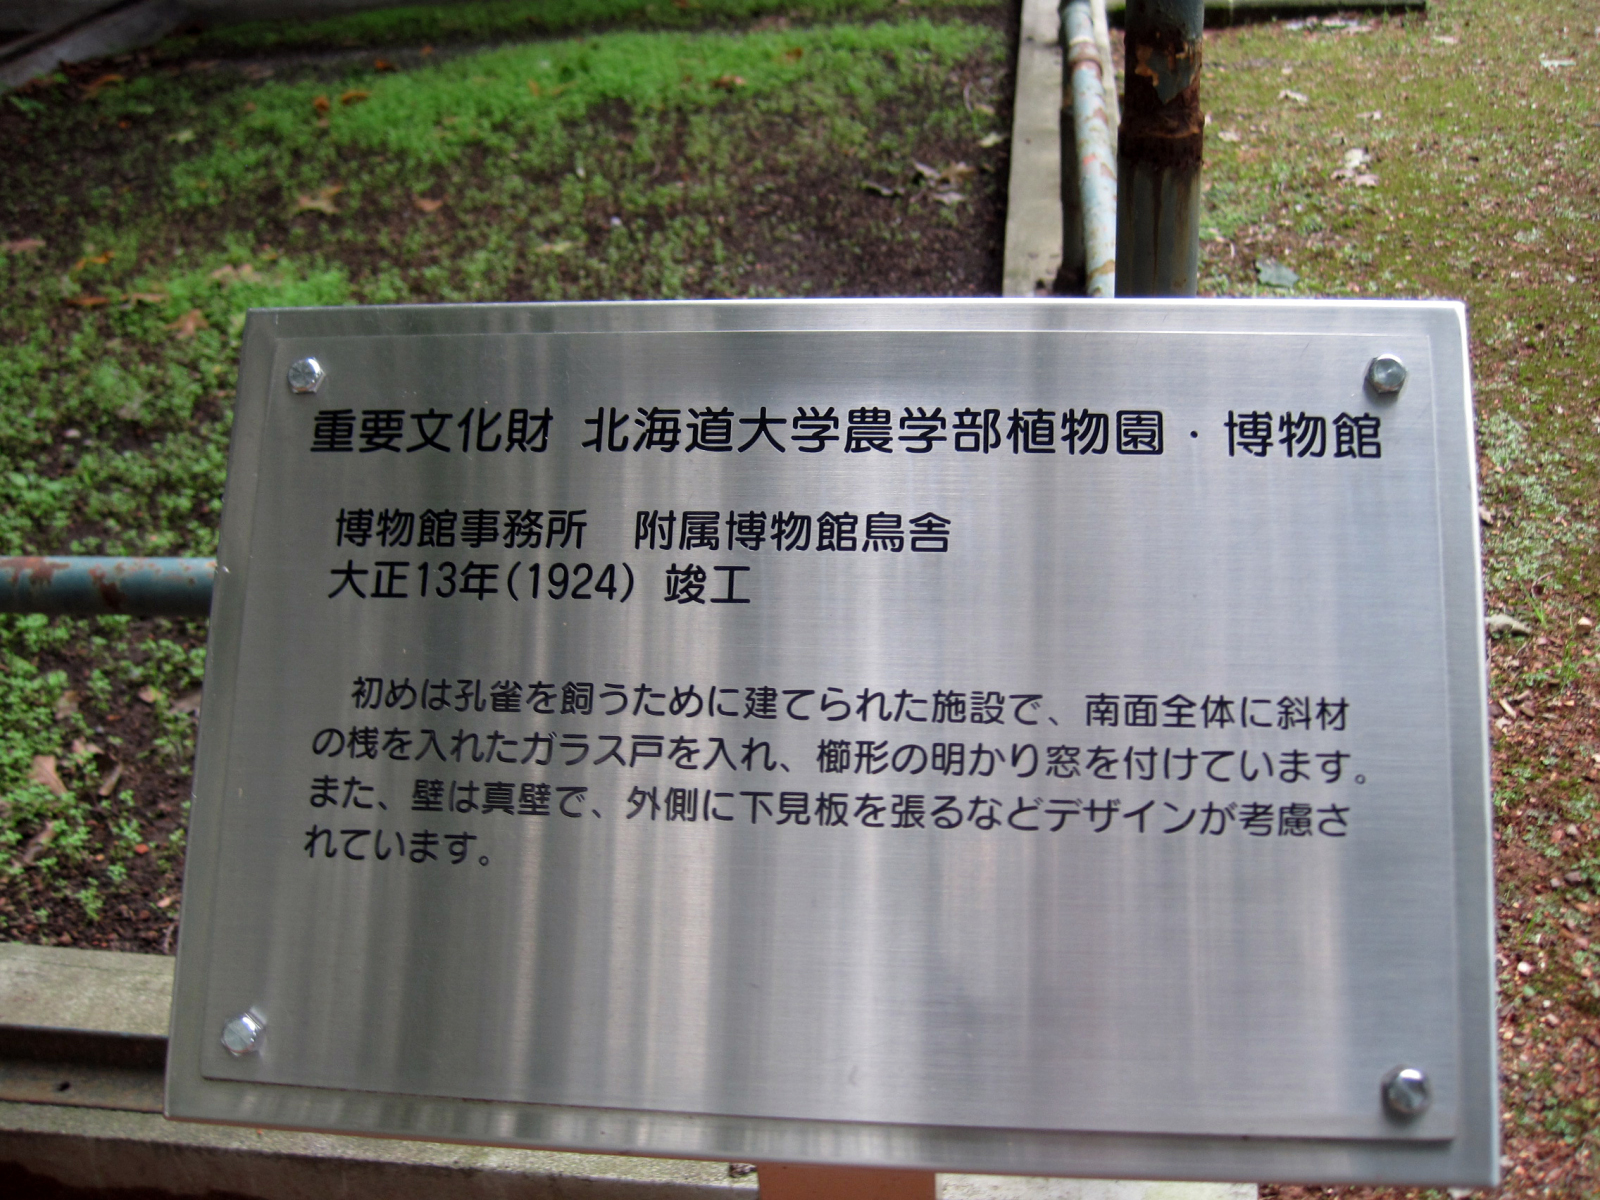 重要文化財 北海道大学農学部植物園・博物館
博物館事務所 附属博物館鳥舎
大正13年(1924) 竣工
初めは孔雀を飼うために建てられた施設で、南面全体に斜材
の桟を入れたガラス戸を入れ、櫛形の明かり窓を付けています。
また、壁は真壁で、外側に下見板を張るなどデザインが考慮さ
れています。